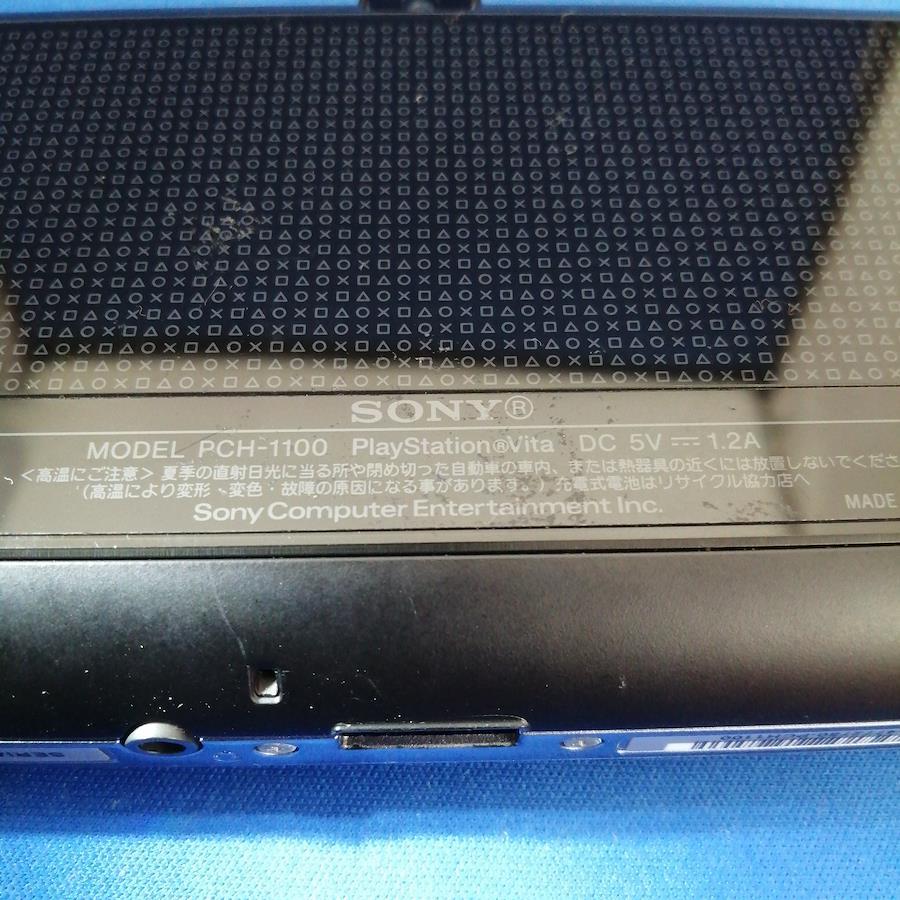 SONY®
MODEL PCH-1100 PlayStation®Vita DC 5V⎓1.2A
<高温にご注意> 夏季の直射日光に当る所や閉め切った自動車の車内、または熱器具の近くには放置しないでくださ
(高温により変形・変色・故障の原因になる事があります。) 充電式電池はリサイクル協力店へ
Sony Computer Entertainment Inc.
MADE